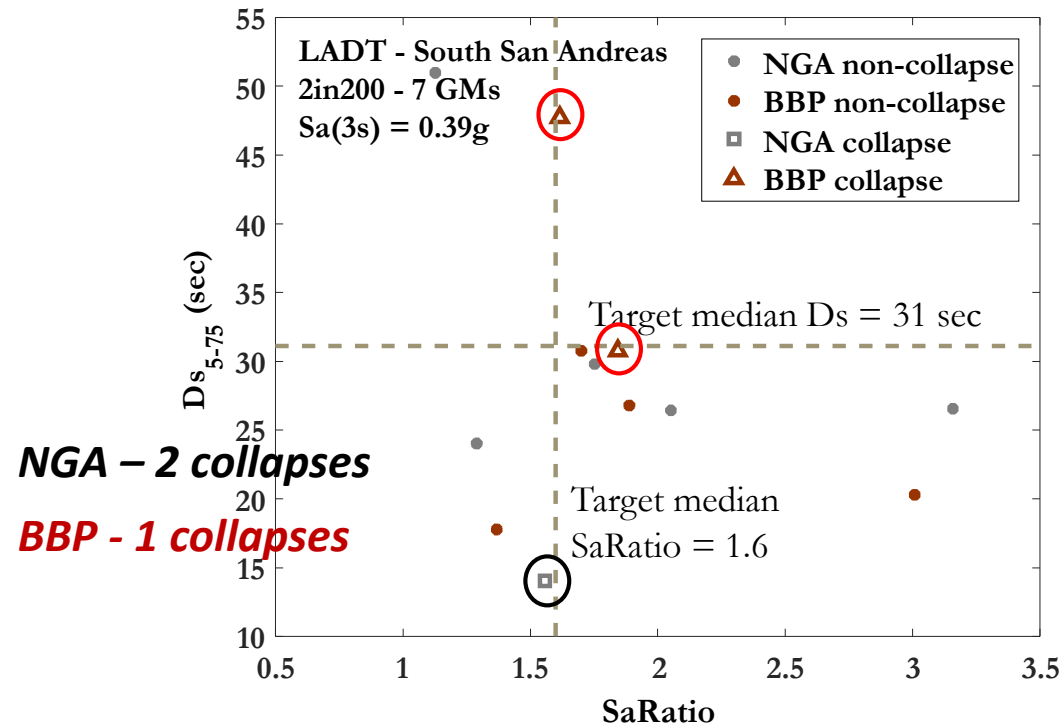 LADT - South San Andreas
2in200 - 7 GMs
Sa(3s) = 0.39g
NGA non-collapse
BBP non-collapse
NGA collapse
BBP collapse
Target median Ds = 31 sec
Target median
SaRatio = 1.6
NGA – 2 collapses
BBP - 1 collapses
Ds5-75 (sec)
55
50
45
40
35
30
25
20
15
10
0.5 1 1.5 2 2.5 3 3.5
SaRatio